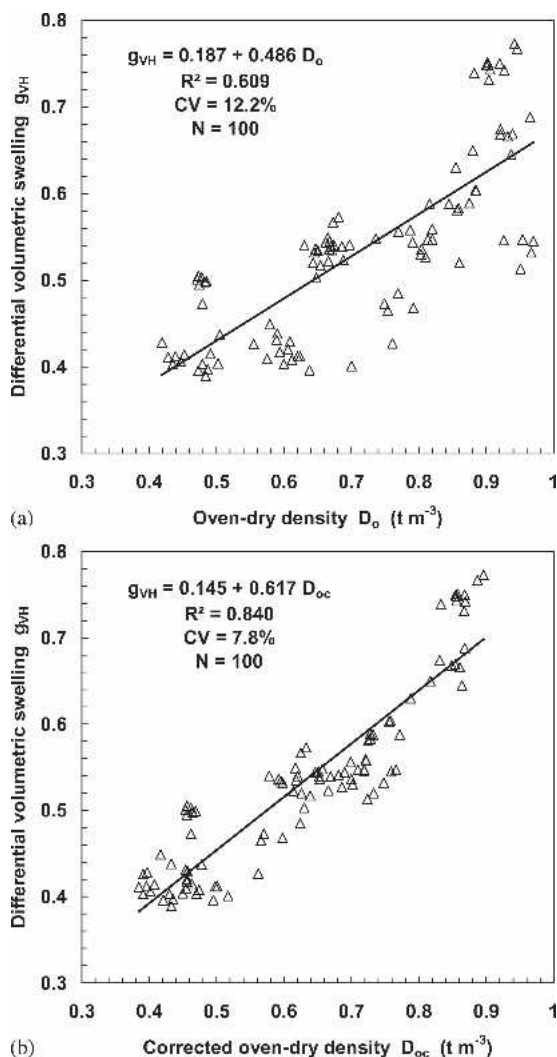 0.8
g_VH = 0.187 + 0.486 D_o
R² = 0.609
CV = 12.2%
N = 100
0.7
0.6
0.5
0.4
0.3
Differential volumetric swelling g_VH
0.3 0.4 0.5 0.6 0.7 0.8 0.9 1
(a) Oven-dry density D_o (t m⁻³)
0.8
g_VH = 0.145 + 0.617 D_oc
R² = 0.840
CV = 7.8%
N = 100
0.7
0.6
0.5
0.4
0.3
Differential volumetric swelling g_VH
0.3 0.4 0.5 0.6 0.7 0.8 0.9 1
(b) Corrected oven-dry density D_oc (t m⁻³)